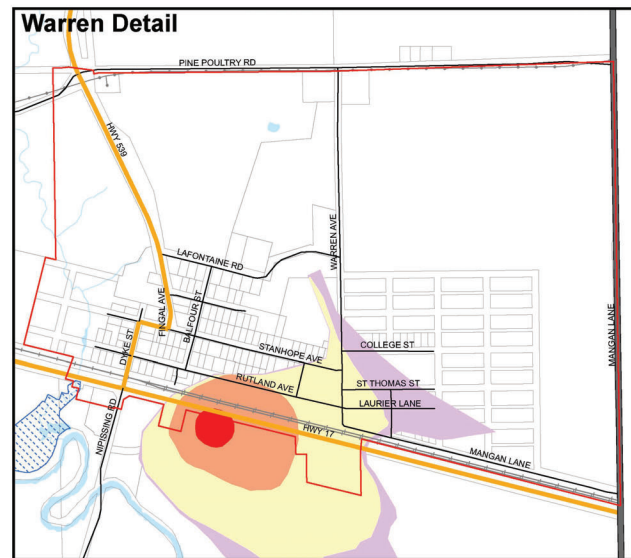 Warren Detail
PINE POULTRY RD
HWY 539
LAFONTAINE RD
WARREN AVE
FINGAL AVE
BALFOUR ST
DYKE ST
STANHOPE AVE
COLLEGE ST
MANGAN LANE
RUTLAND AVE
ST THOMAS ST
LAURIER LANE
NIPISSING RD
HWY 17
MANGAN LANE